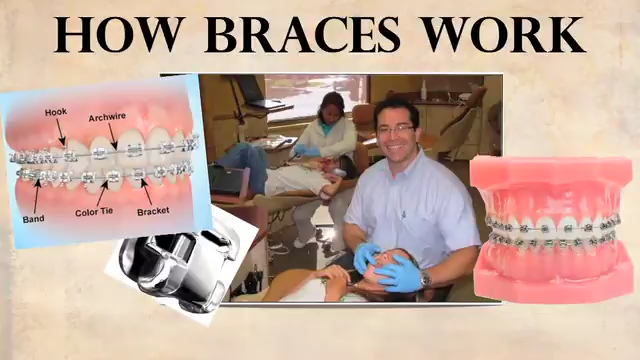 HOW BRACES WORK
Hook
Archwire
Band
Color Tie
Bracket